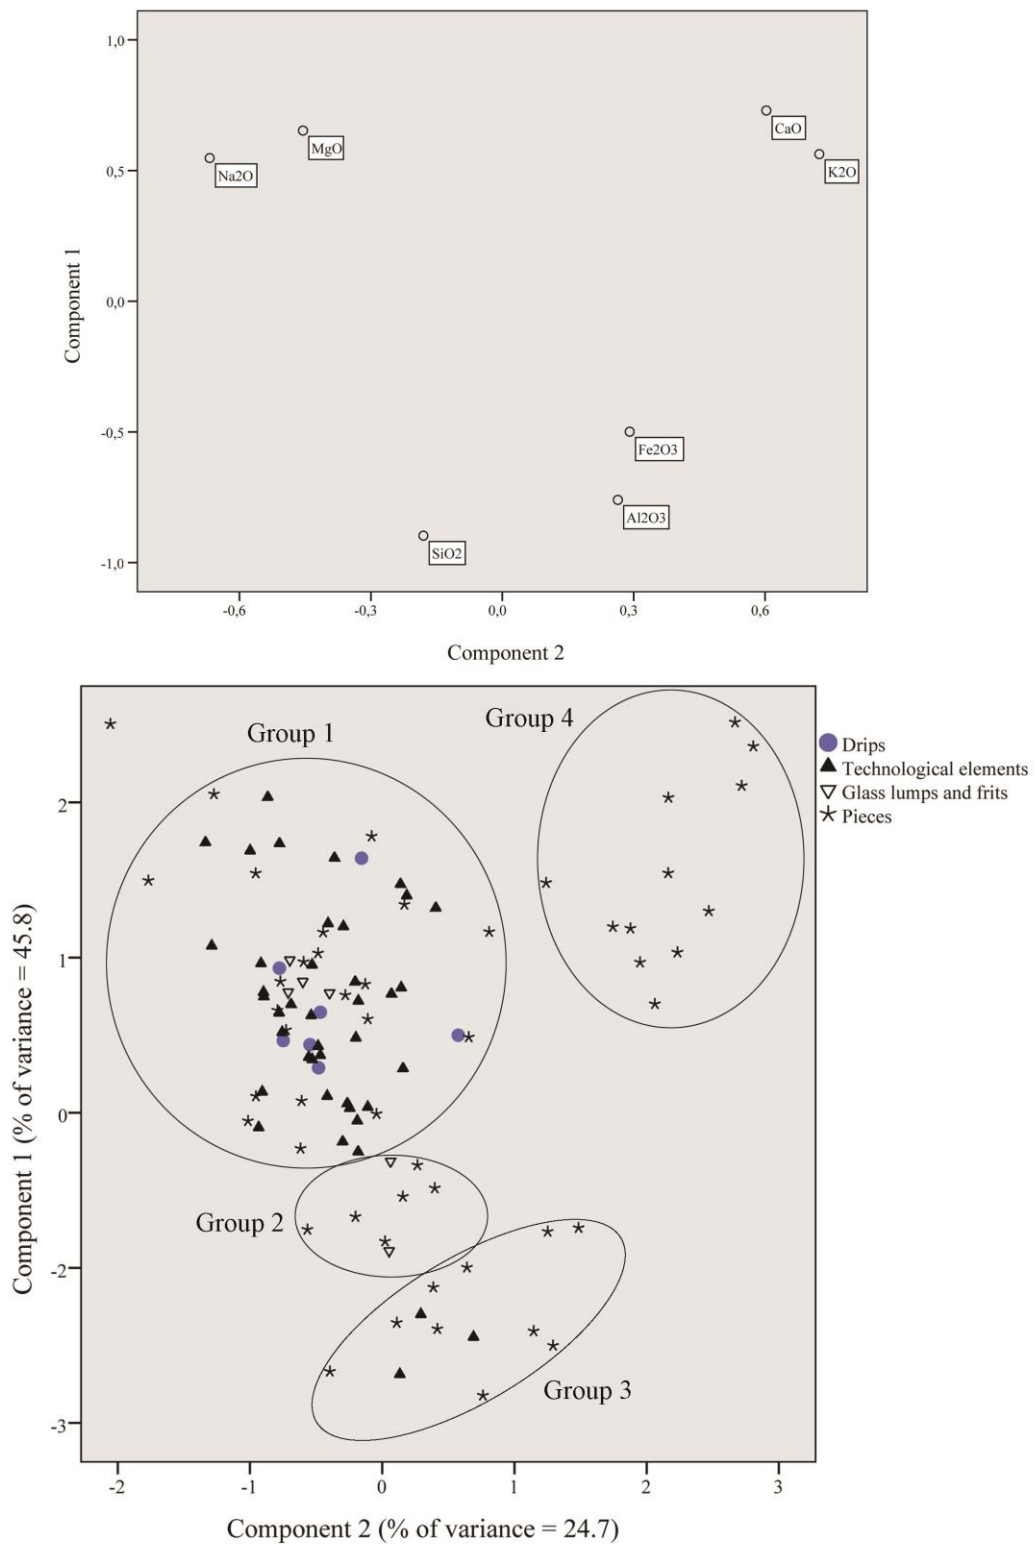 1,0
0,5
0,0
-0,5
-1,0
Component 1
Na2O
MgO
CaO
K2O
Fe2O3
Al2O3
SiO2
-0,6
-0,3
0,0
0,3
0,6
Component 2
Group 1
Group 4
Group 2
Group 3
Drips
Technological elements
Glass lumps and frits
Pieces
2
1
0
-2
-3
Component 1 (% of variance = 45.8)
-2
-1
0
1
2
3
Component 2 (% of variance = 24.7)